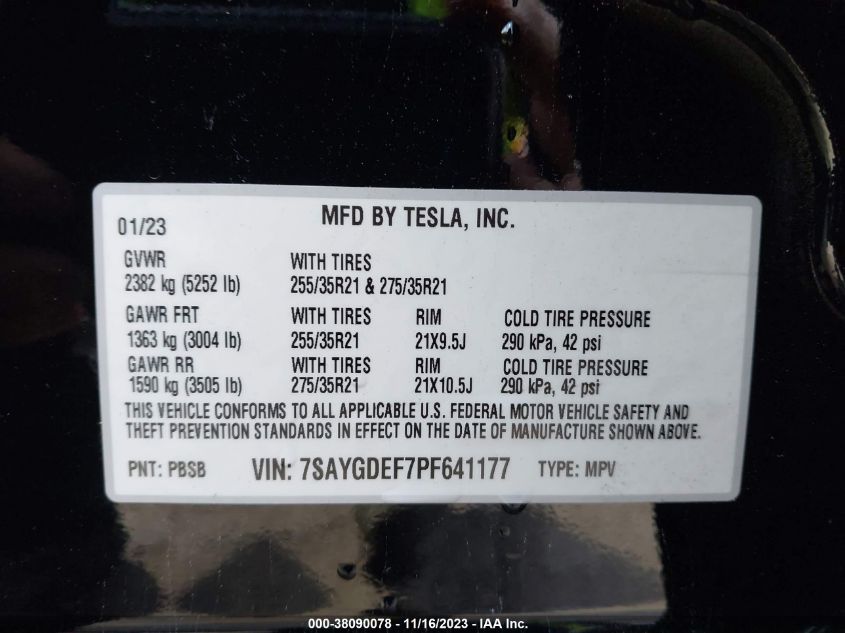 MFD BY TESLA, INC.
01/23
GVWR WITH TIRES
2382 kg (5252 lb) 255/35R21 & 275/35R21
GAWR FRT WITH TIRES RIM COLD TIRE PRESSURE
1363 kg (3004 lb) 255/35R21 21X9.5J 290 kPa, 42 psi
GAWR RR WITH TIRES RIM COLD TIRE PRESSURE
1590 kg (3505 lb) 275/35R21 21X10.5J 290 kPa, 42 psi
THIS VEHICLE CONFORMS TO ALL APPLICABLE U.S. FEDERAL MOTOR VEHICLE SAFETY AND
THEFT PREVENTION STANDARDS IN EFFECT ON THE DATE OF MANUFACTURE SHOWN ABOVE.
PNT: PBSB VIN: 7SAYGDEF7PF641177 TYPE: MPV
000-38090078 - 11/16/2023 - IAA Inc.